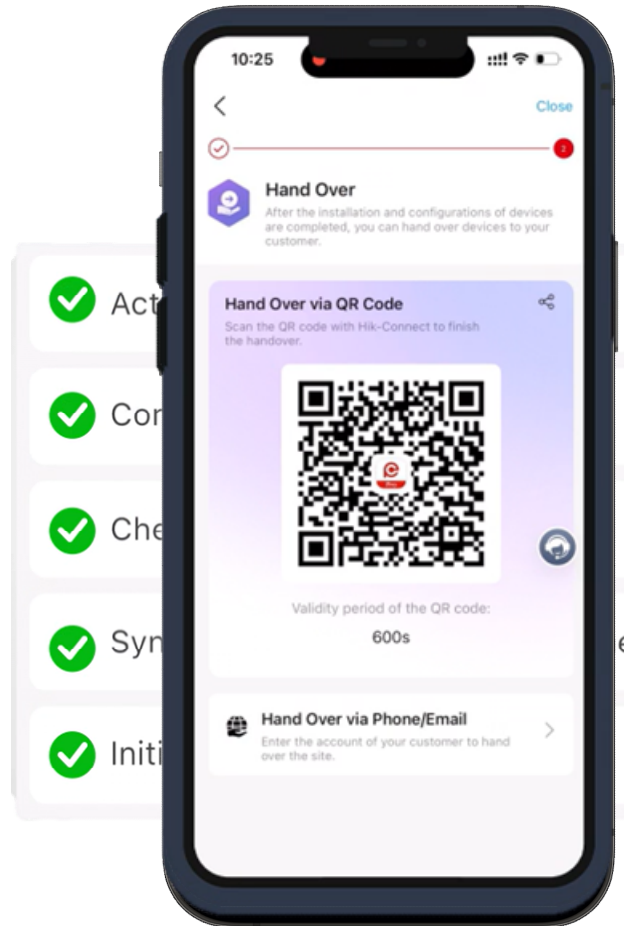 10:25
Close
2
Hand Over
After the installation and configurations of devices
are completed, you can hand over devices to your
customer.
Act
Hand Over via QR Code
Scan the QR code with Hik-Connect to finish
the handover.
Cor
Che
Validity period of the QR code:
600s
Syn
Hand Over via Phone/Email
Enter the account of your customer to hand
over the site.
Initi